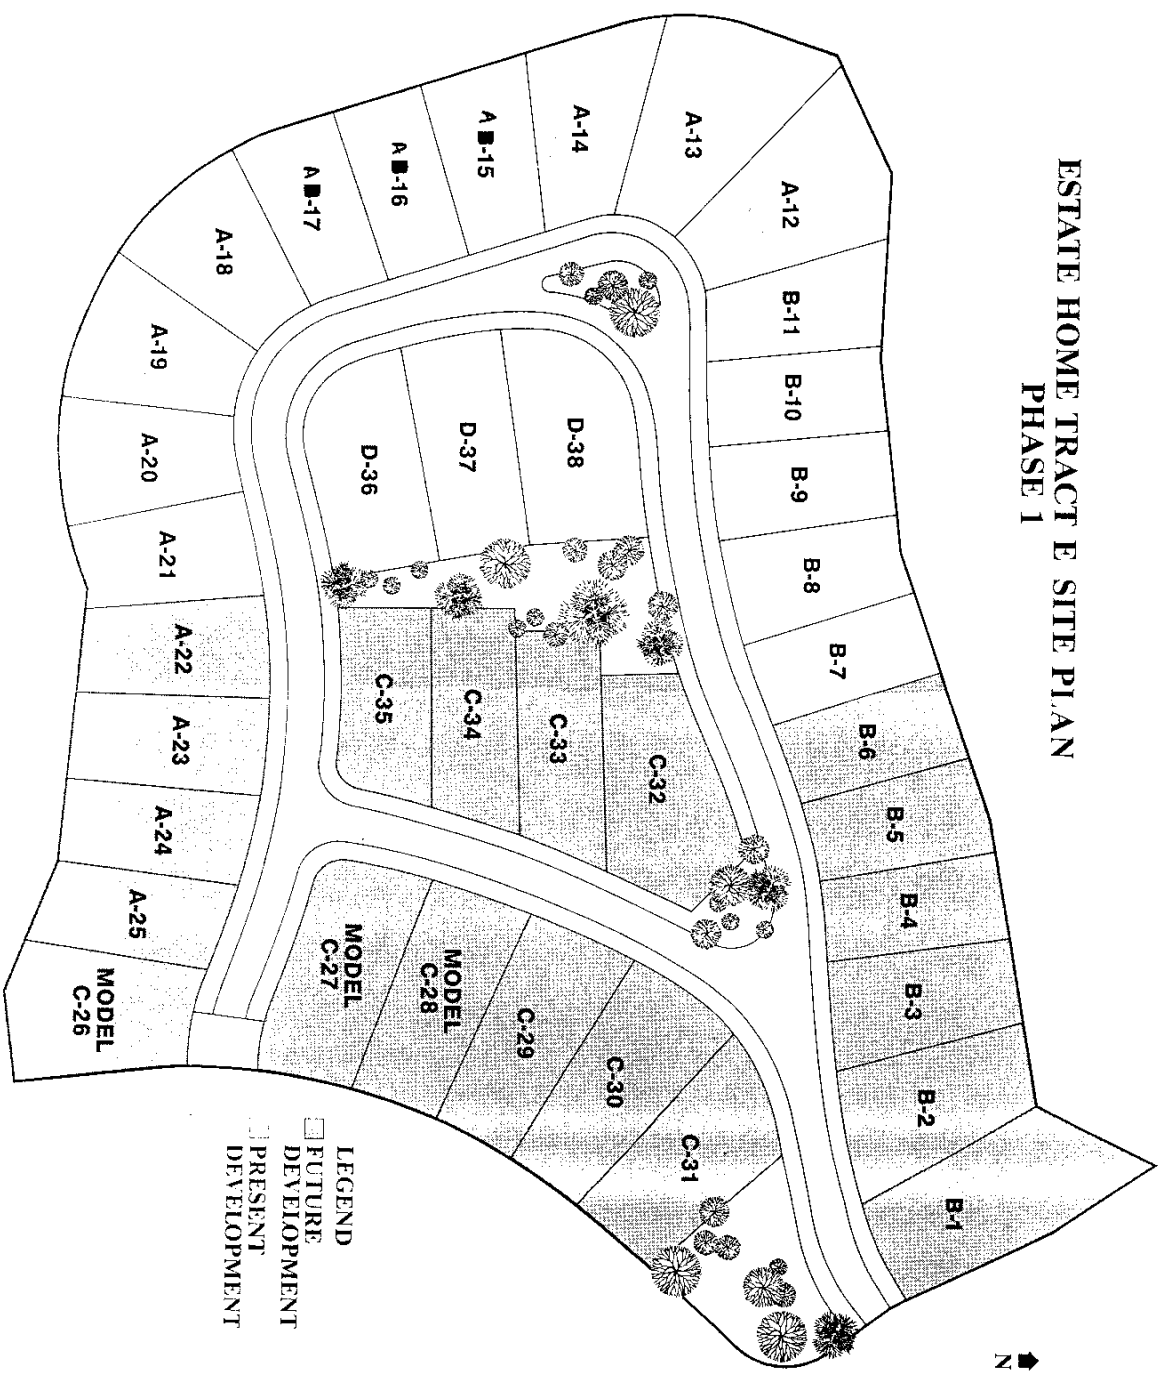 ESTATE HOME TRACT E SITE PLAN
PHASE 1
B-1
B-2
B-3
B-4
B-5
B-6
B-7
B-8
B-9
B-10
B-11
A-12
A-13
A-14
A -15
A -16
A -17
A-18
A-19
A-20
A-21
A-22
A-23
A-24
A-25
MODEL
C-26
MODEL
C-27
MODEL
C-28
C-29
C-30
C-31
C-32
C-33
C-34
C-35
D-36
D-37
D-38
LEGEND
FUTURE
DEVELOPMENT
PRESENT
DEVELOPMENT
N